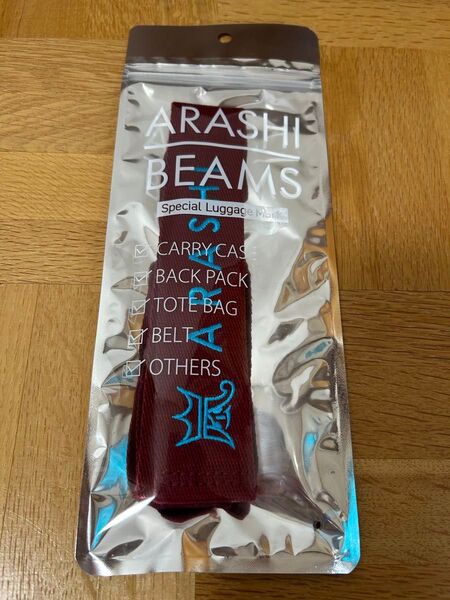 ARASHI
BEAMS
Special Luggage Mark
CARRY CASE
BACK PACK
TOTE BAG
BELT
OTHERS
ARASHI
嵐